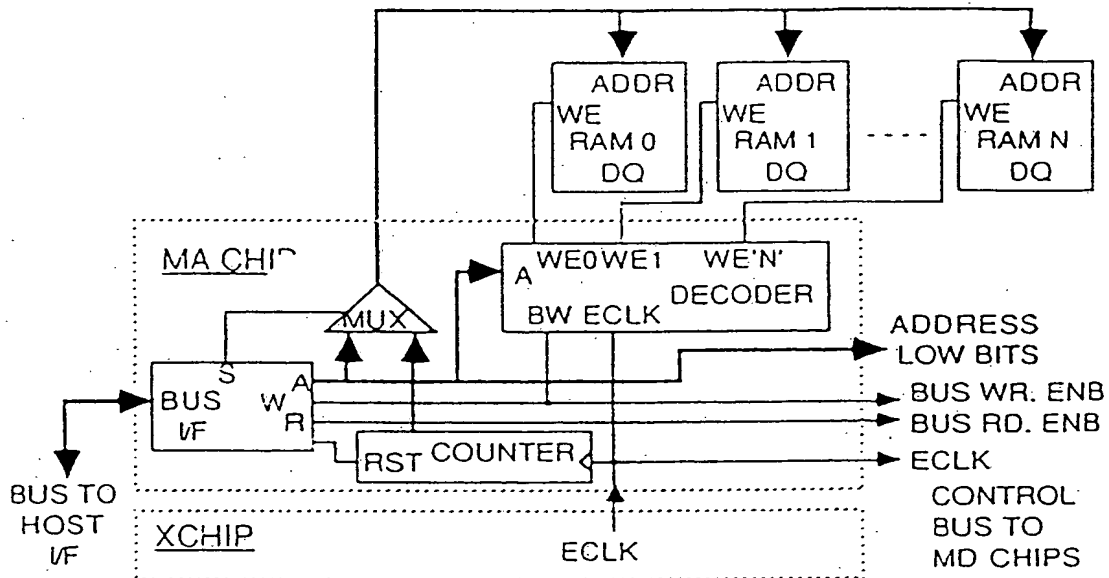 ADDR
WE
RAM 0
DQ
ADDR
WE
RAM 1
DQ
ADDR
WE
RAM N
DQ
MA CHIP
WE0 WE1 WE'N'
A
DECODER
BW ECLK
MUX
S
A
BUS
W
I/F
R
RST COUNTER
ADDRESS
LOW BITS
BUS WR. ENB
BUS RD. ENB
ECLK
CONTROL
BUS TO
MD CHIPS
BUS TO
HOST
I/F
XCHIP
ECLK